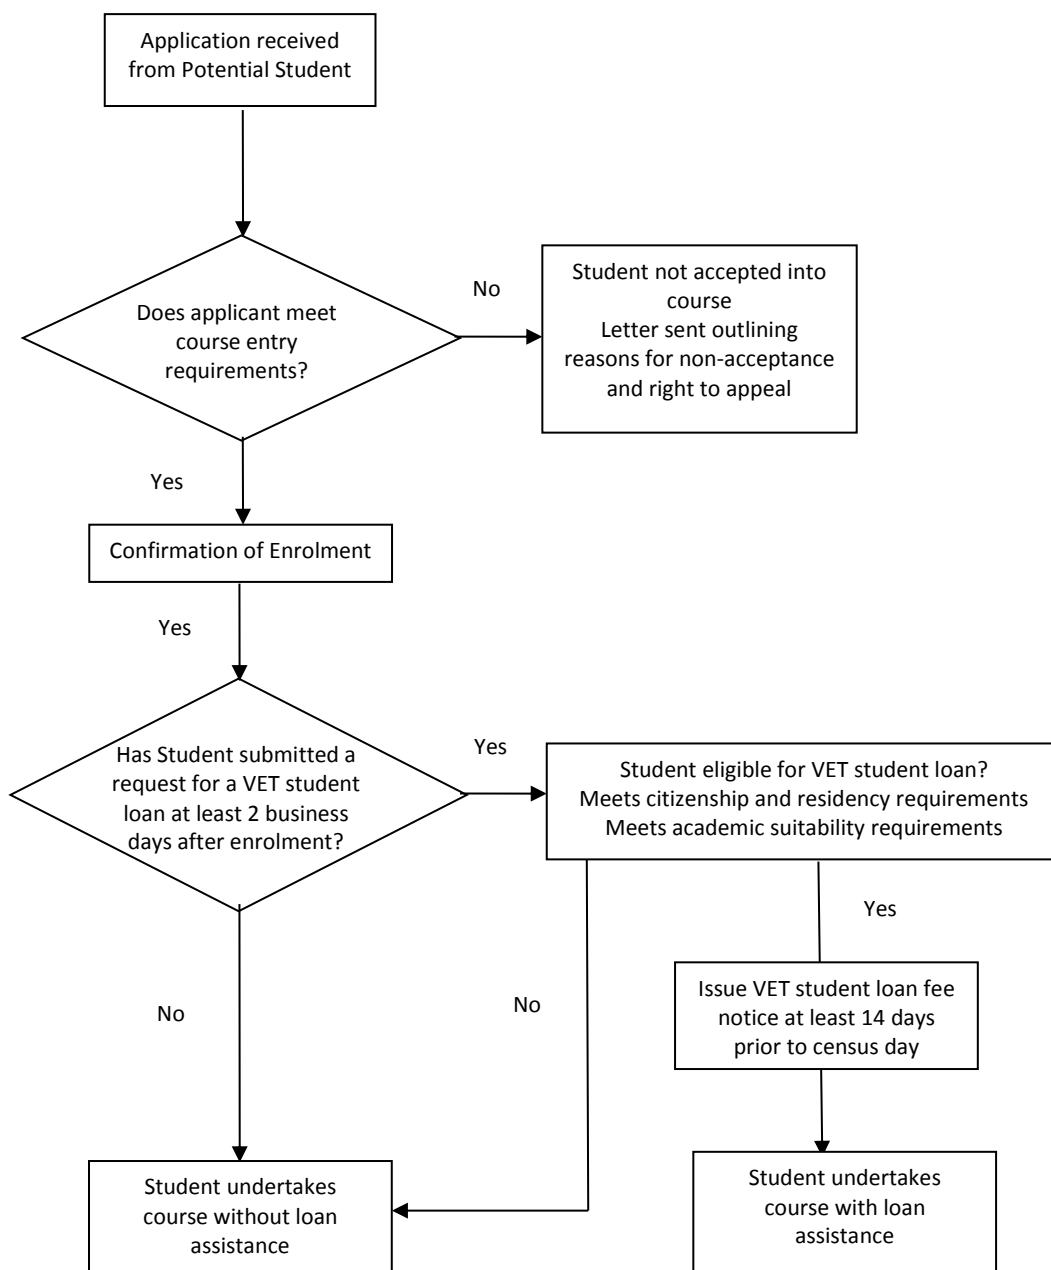 Application received
from Potential Student
Does applicant meet
course entry
requirements?
No
Student not accepted into
course
Letter sent outlining
reasons for non-acceptance
and right to appeal
Yes
Confirmation of Enrolment
Yes
Has Student submitted a
request for a VET student
loan at least 2 business
days after enrolment?
Yes
Student eligible for VET student loan?
Meets citizenship and residency requirements
Meets academic suitability requirements
Yes
No
No
Issue VET student loan fee
notice at least 14 days
prior to census day
Student undertakes
course without loan
assistance
Student undertakes
course with loan
assistance